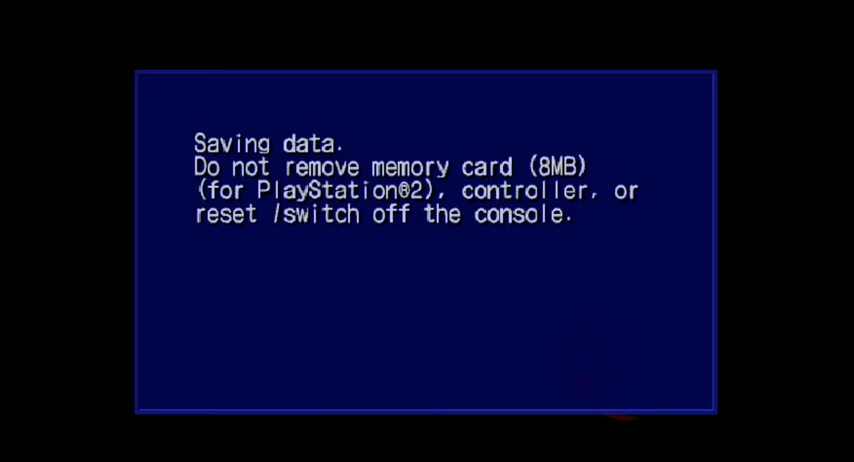 Saving data.
Do not remove memory card (8MB)
(for PlayStation®2), controller, or
reset /switch off the console.